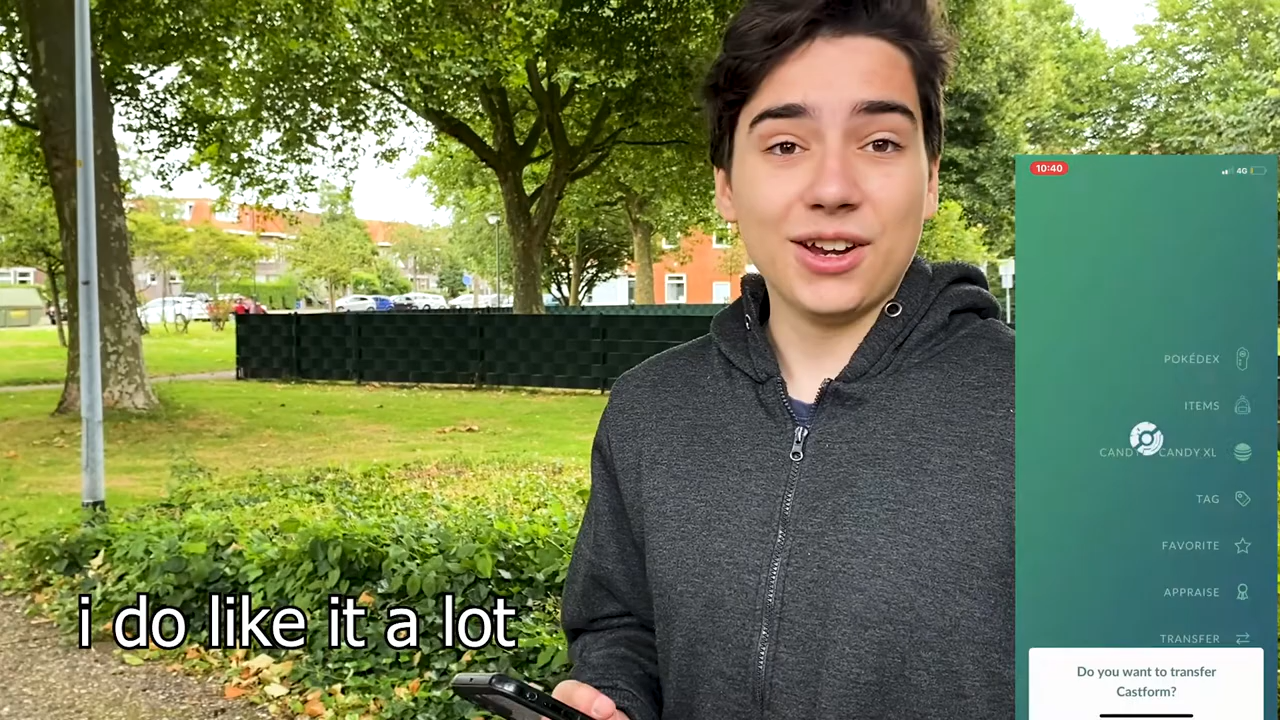 10:40
4G
POKÉDEX
ITEMS
CANDY XL
TAG
FAVORITE
APPRAISE
TRANSFER
Do you want to transfer
Castform?
i do like it a lot